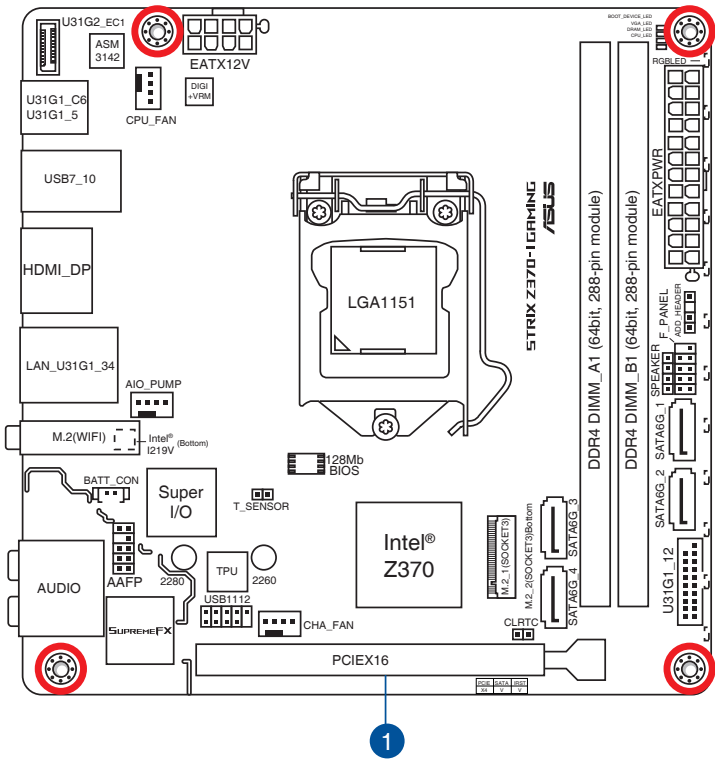 U31G2_EC1
ASM
3142
EATX12V
BOOT_DEVICE_LED
VGA_LED
DRAM_LED
CPU_LED
RGBLED
U31G1_C6
U31G1_5
CPU_FAN
DIGI
+VRM
USB7_10
EATXPWR
HDMI_DP
LGA1151
STRIX Z370-I GAMING
ASUS
DDR4 DIMM_A1 (64bit, 288-pin module)
DDR4 DIMM_B1 (64bit, 288-pin module)
ADD_HEADER
F_PANEL
SPEAKER
LAN_U31G1_34
AIO_PUMP
SATA6G_1
M.2(WIFI)
Intel®
I219V
(Bottom)
128Mb
BIOS
BATT_CON
Super
I/O
T_SENSOR
SATA6G_2
Intel®
Z370
M.2_1(SOCKET3)
M.2_2(SOCKET3)Bottom
SATA6G_3
SATA6G_4
U31G1_12
AUDIO
AAFP
2280
TPU
2260
USB1112
SUPREMEFX
CHA_FAN
CLRTC
PCIEX16
PCIE SATA IRST
X4 V V
1